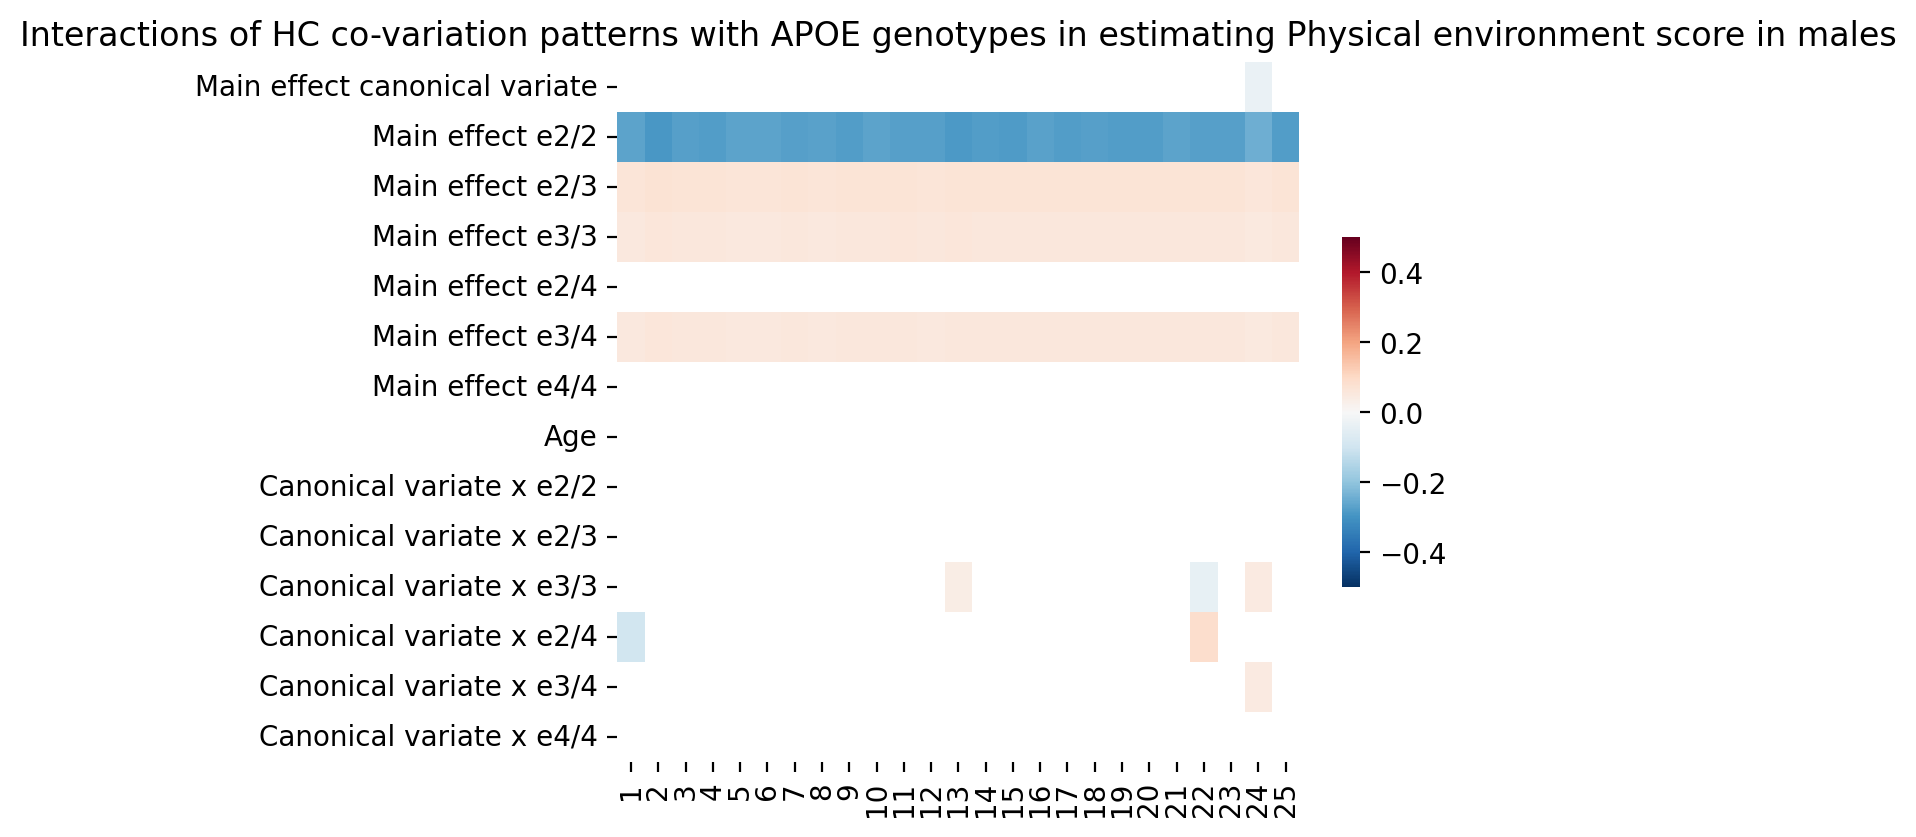 Interactions of HC co-variation patterns with APOE genotypes in estimating Physical environment score in males
Main effect canonical variate
Main effect e2/2
Main effect e2/3
Main effect e3/3
Main effect e2/4
Main effect e3/4
Main effect e4/4
Age
Canonical variate x e2/2
Canonical variate x e2/3
Canonical variate x e3/3
Canonical variate x e2/4
Canonical variate x e3/4
Canonical variate x e4/4
1 2 3 4 5 6 7 8 9 10 11 12 13 14 15 16 17 18 19 20 21 22 23 24 25
0.4
0.2
0.0
−0.2
−0.4